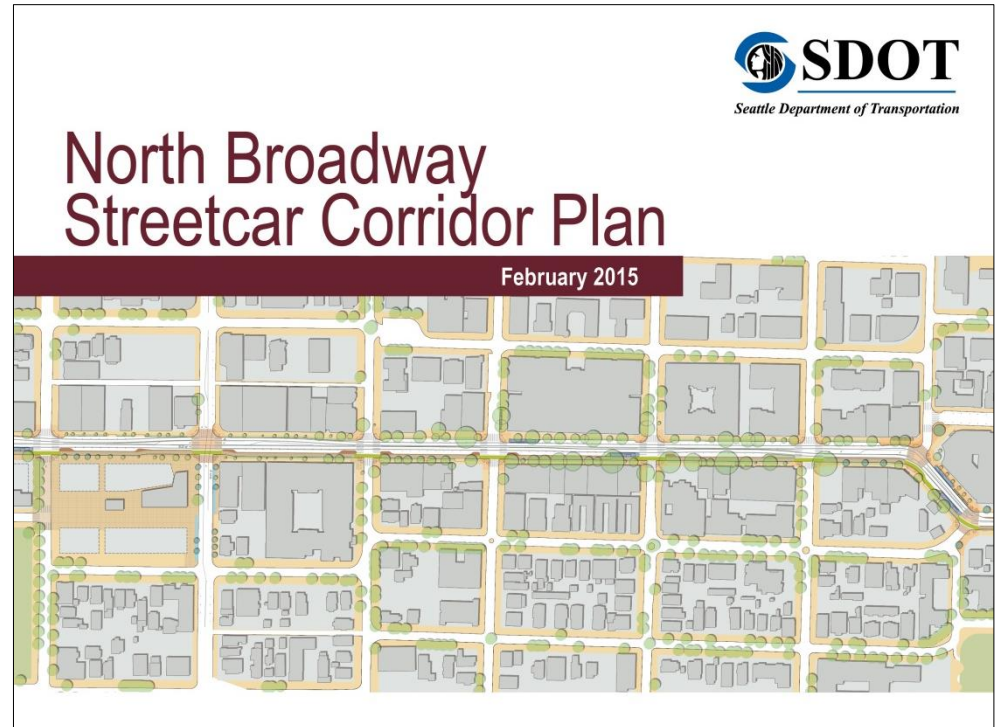 SDOT
Seattle Department of Transportation
North Broadway
Streetcar Corridor Plan
February 2015